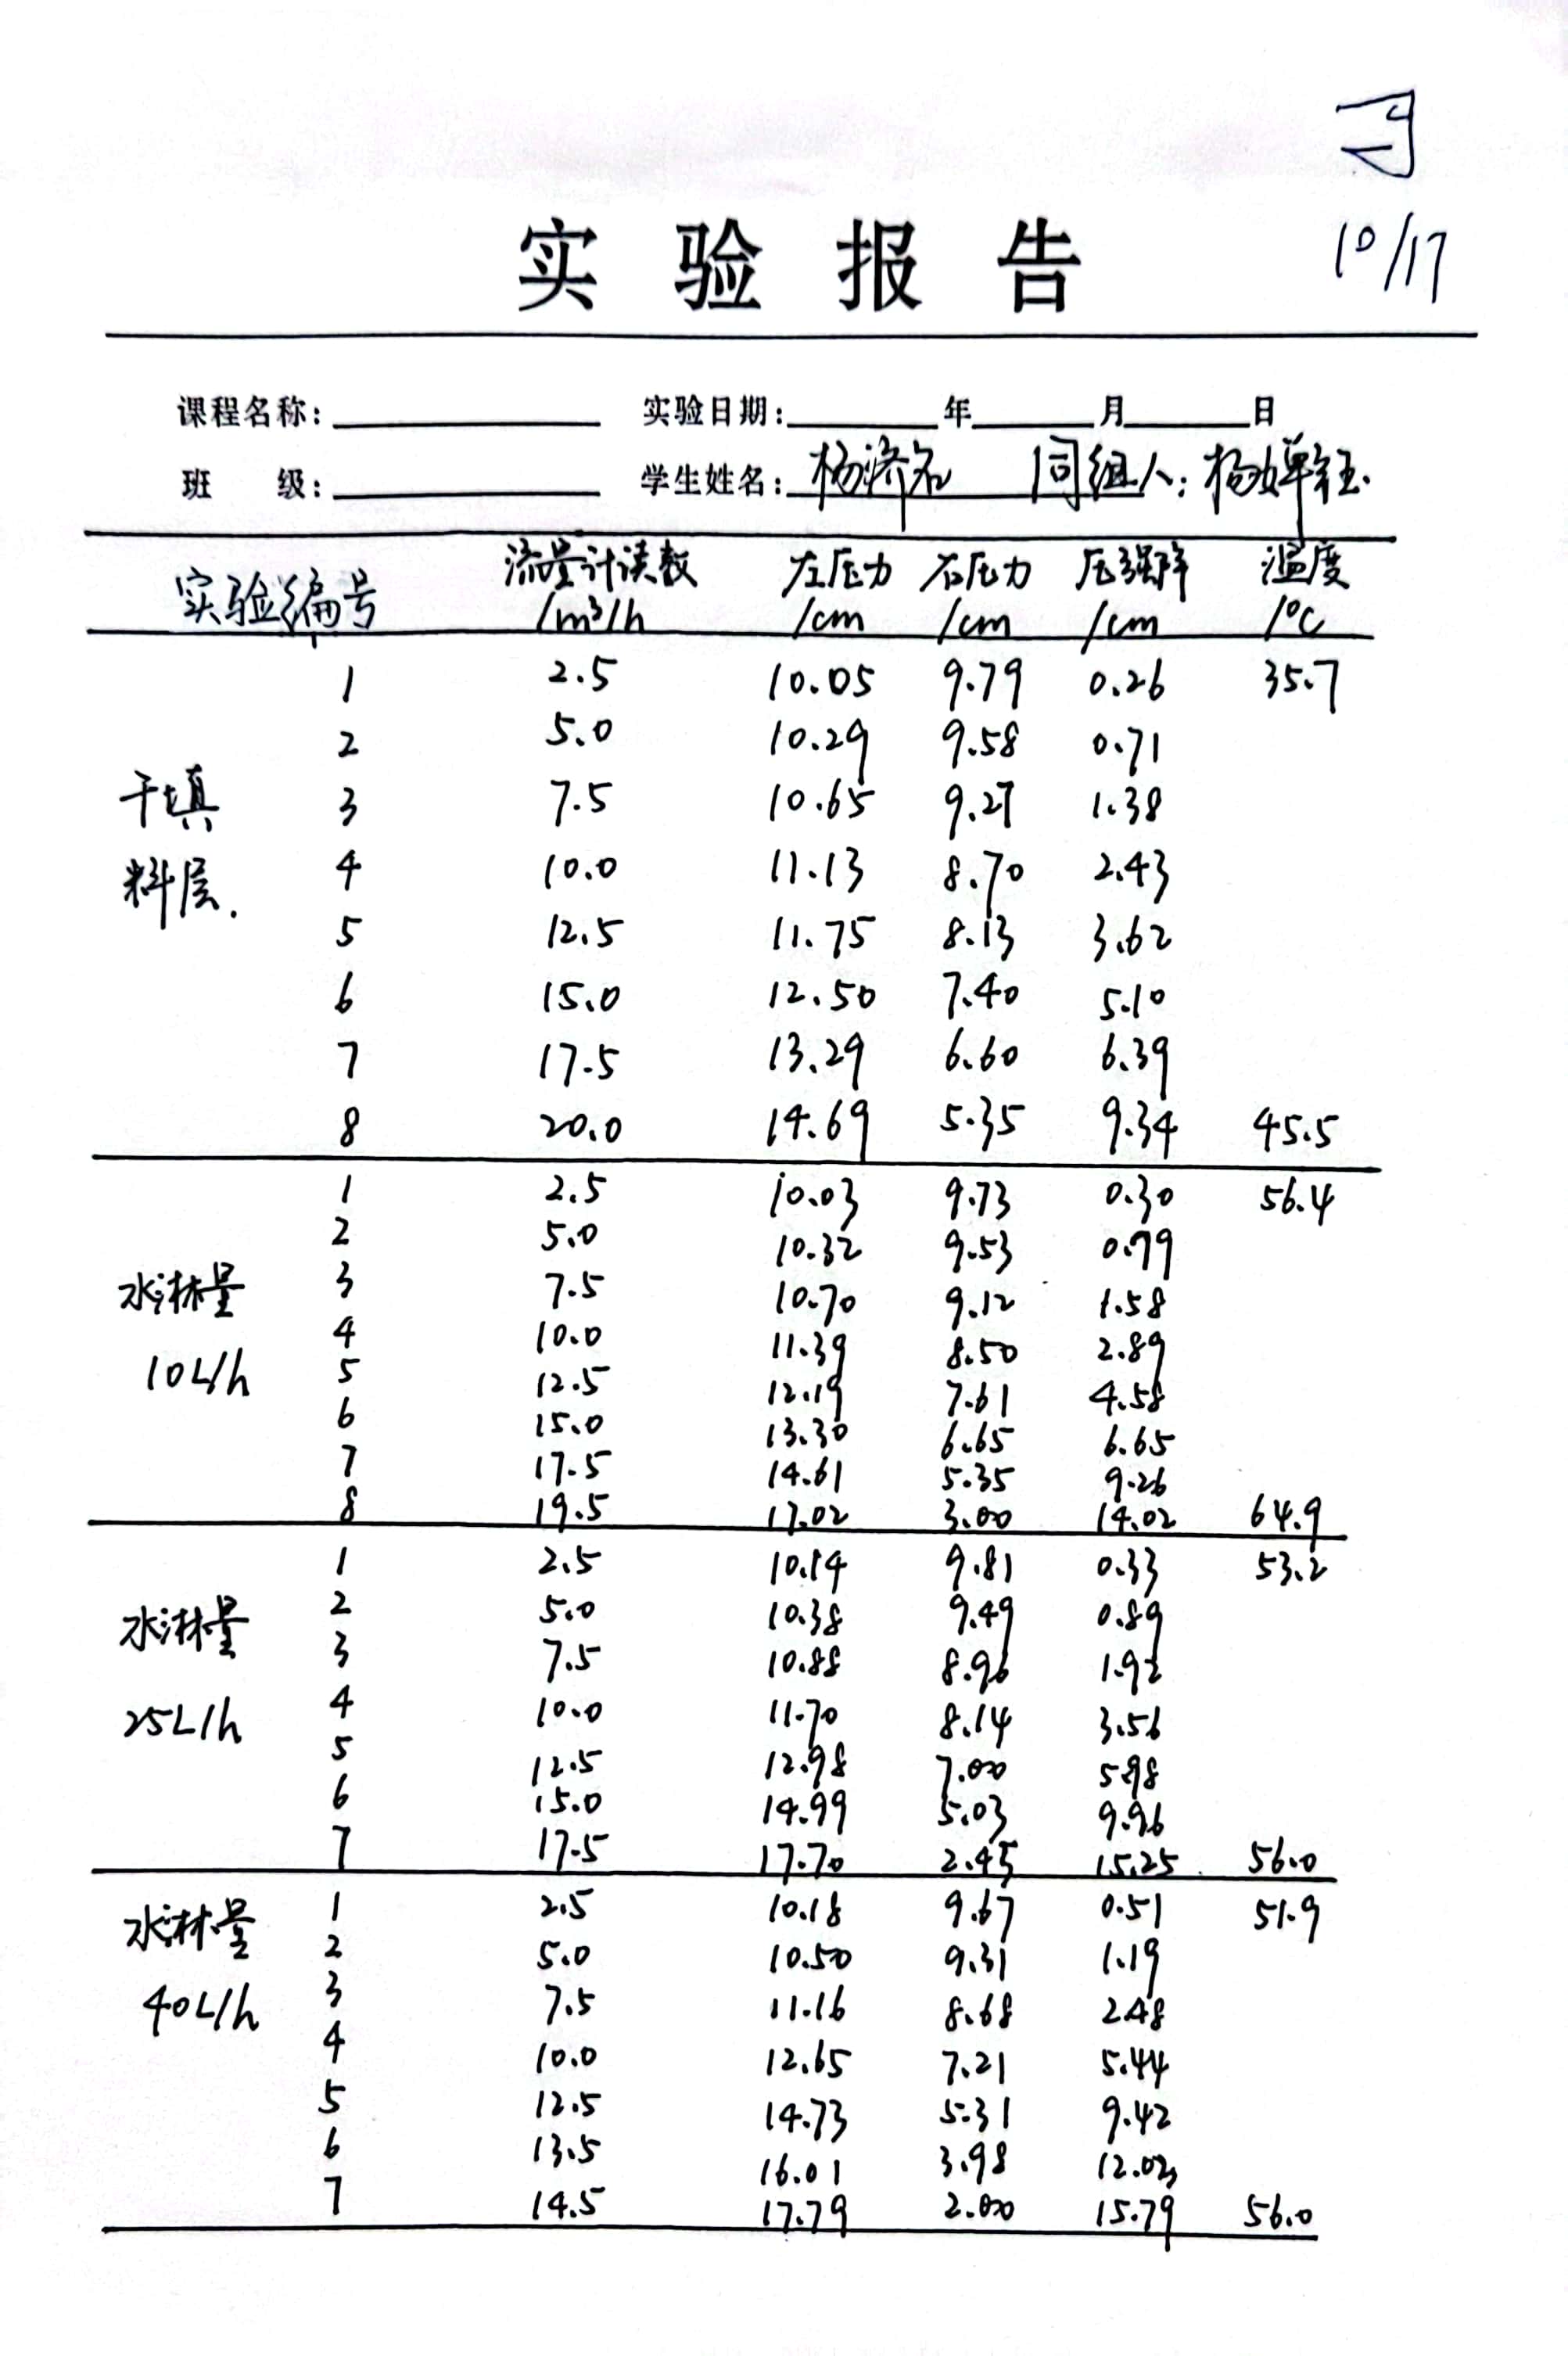 10/17
实验报告
课程名称: 实验日期: 年 月 日
班 级: 学生姓名: 杨济名 同组人: 杨婵钰.
实验编号 流量计读数/m³/h 左压力/cm 右压力/cm 压强降/cm 温度/℃
1 2.5 10.05 9.79 0.26 35.7
2 5.0 10.29 9.58 0.71
干填 3 7.5 10.65 9.27 1.38
料层. 4 10.0 11.13 8.70 2.43
5 12.5 11.75 8.13 3.62
6 15.0 12.50 7.40 5.10
7 17.5 13.29 6.60 6.39
8 20.0 14.69 5.35 9.34 45.5
1 2.5 10.03 9.73 0.30 56.4
2 5.0 10.32 9.53 0.79
水淋量 3 7.5 10.70 9.12 1.58
4 10.0 11.39 8.50 2.89
10L/h 5 12.5 12.19 7.61 4.58
6 15.0 13.30 6.65 6.65
7 17.5 14.61 5.35 9.26
8 19.5 17.02 3.00 14.02 64.9
1 2.5 10.14 9.81 0.33 53.2
水淋量 2 5.0 10.38 9.49 0.89
3 7.5 10.88 8.96 1.92
25L/h 4 10.0 11.70 8.14 3.56
5 12.5 12.98 7.00 5.98
6 15.0 14.99 5.03 9.96
7 17.5 17.70 2.45 15.25 56.0
水淋量 1 2.5 10.18 9.67 0.51 51.9
2 5.0 10.50 9.31 1.19
40L/h 3 7.5 11.16 8.68 2.48
4 10.0 12.65 7.21 5.44
5 12.5 14.73 5.31 9.42
6 13.5 16.01 3.98 12.03
7 14.5 17.79 2.00 15.79 56.0